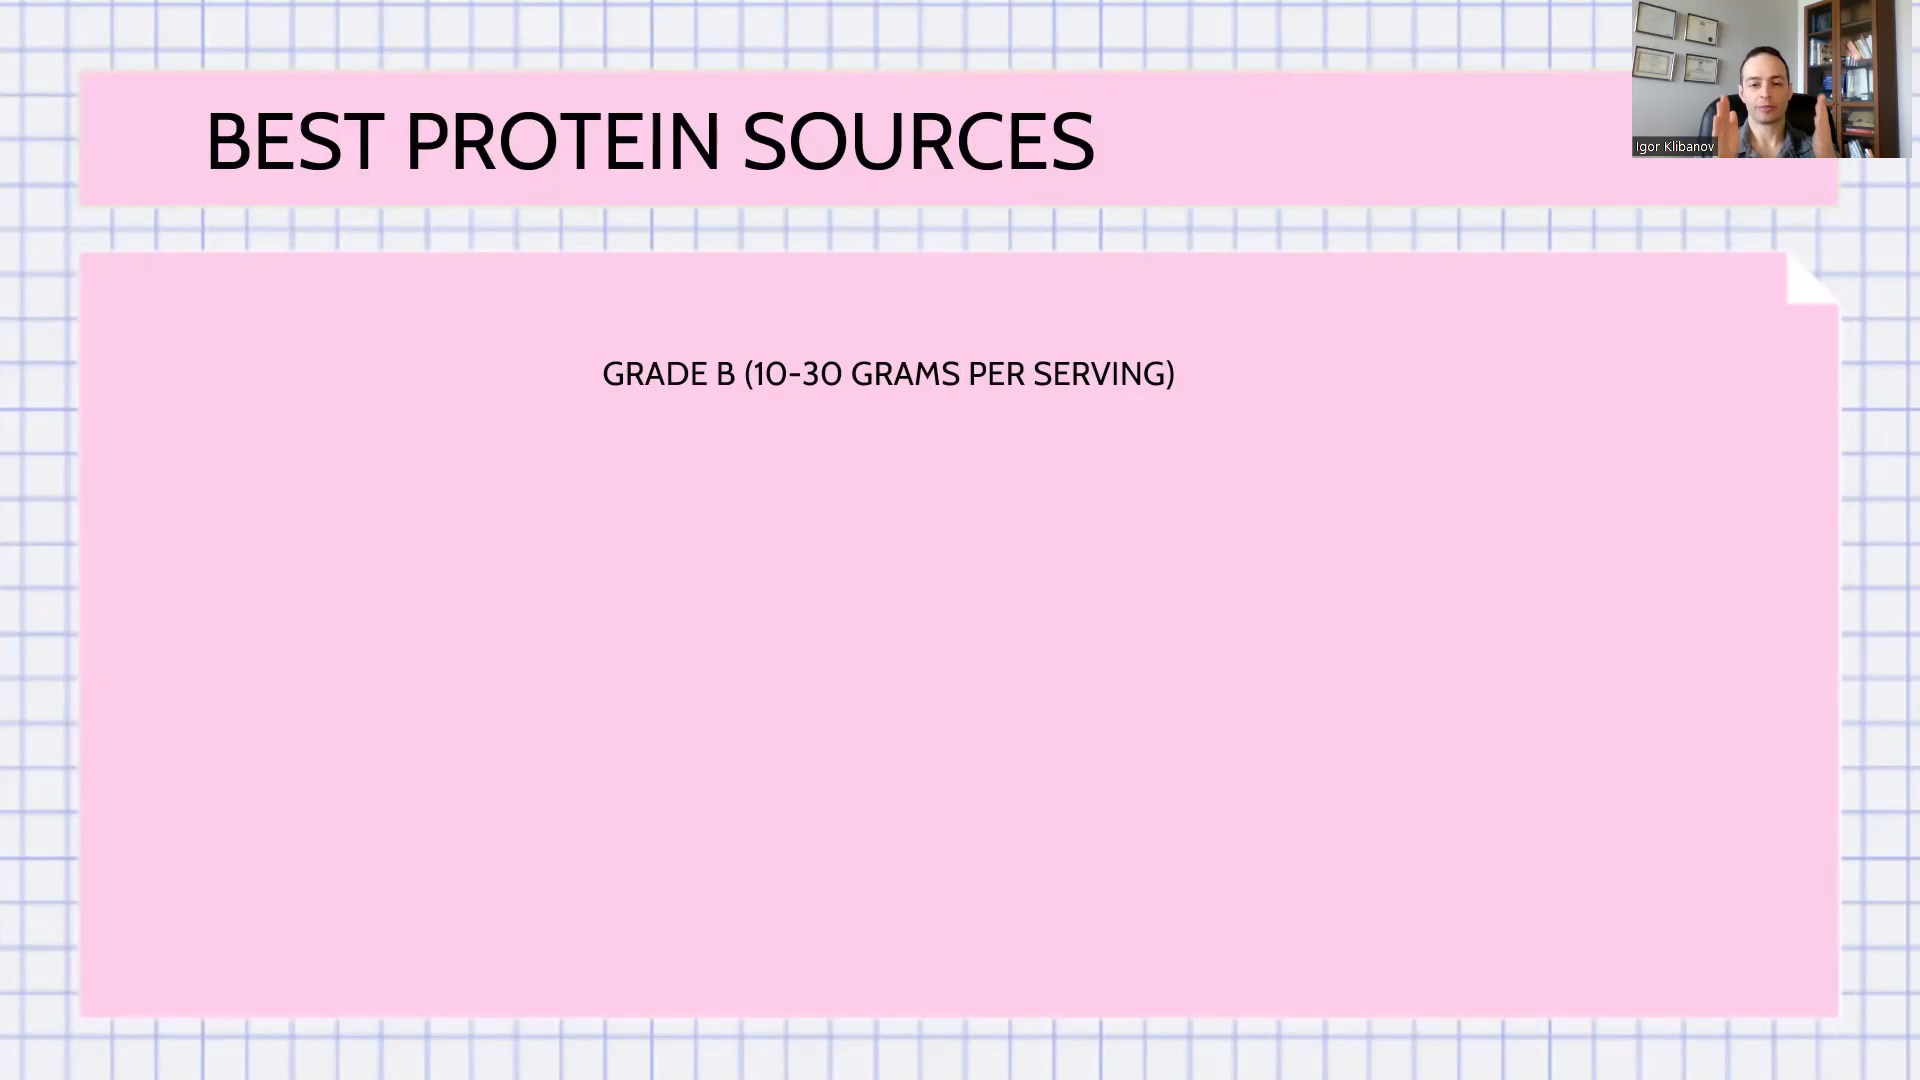 BEST PROTEIN SOURCES
Igor Klibanov
GRADE B (10-30 GRAMS PER SERVING)